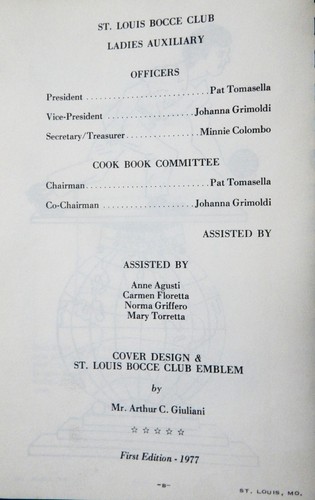 ST. LOUIS BOCCE CLUB
LADIES AUXILIARY
OFFICERS
President ........................... Pat Tomasella
Vice-President ...................... Johanna Grimoldi
Secretary/Treasurer ................. Minnie Colombo
COOK BOOK COMMITTEE
Chairman ............................ Pat Tomasella
Co-Chairman ......................... Johanna Grimoldi
ASSISTED BY
ASSISTED BY
Anne Agusti
Carmen Floretta
Norma Griffero
Mary Torretta
COVER DESIGN &
ST. LOUIS BOCCE CLUB EMBLEM
by
Mr. Arthur C. Giuliani
☆ ☆ ☆ ☆ ☆
First Edition - 1977
ST. LOUIS, MO.